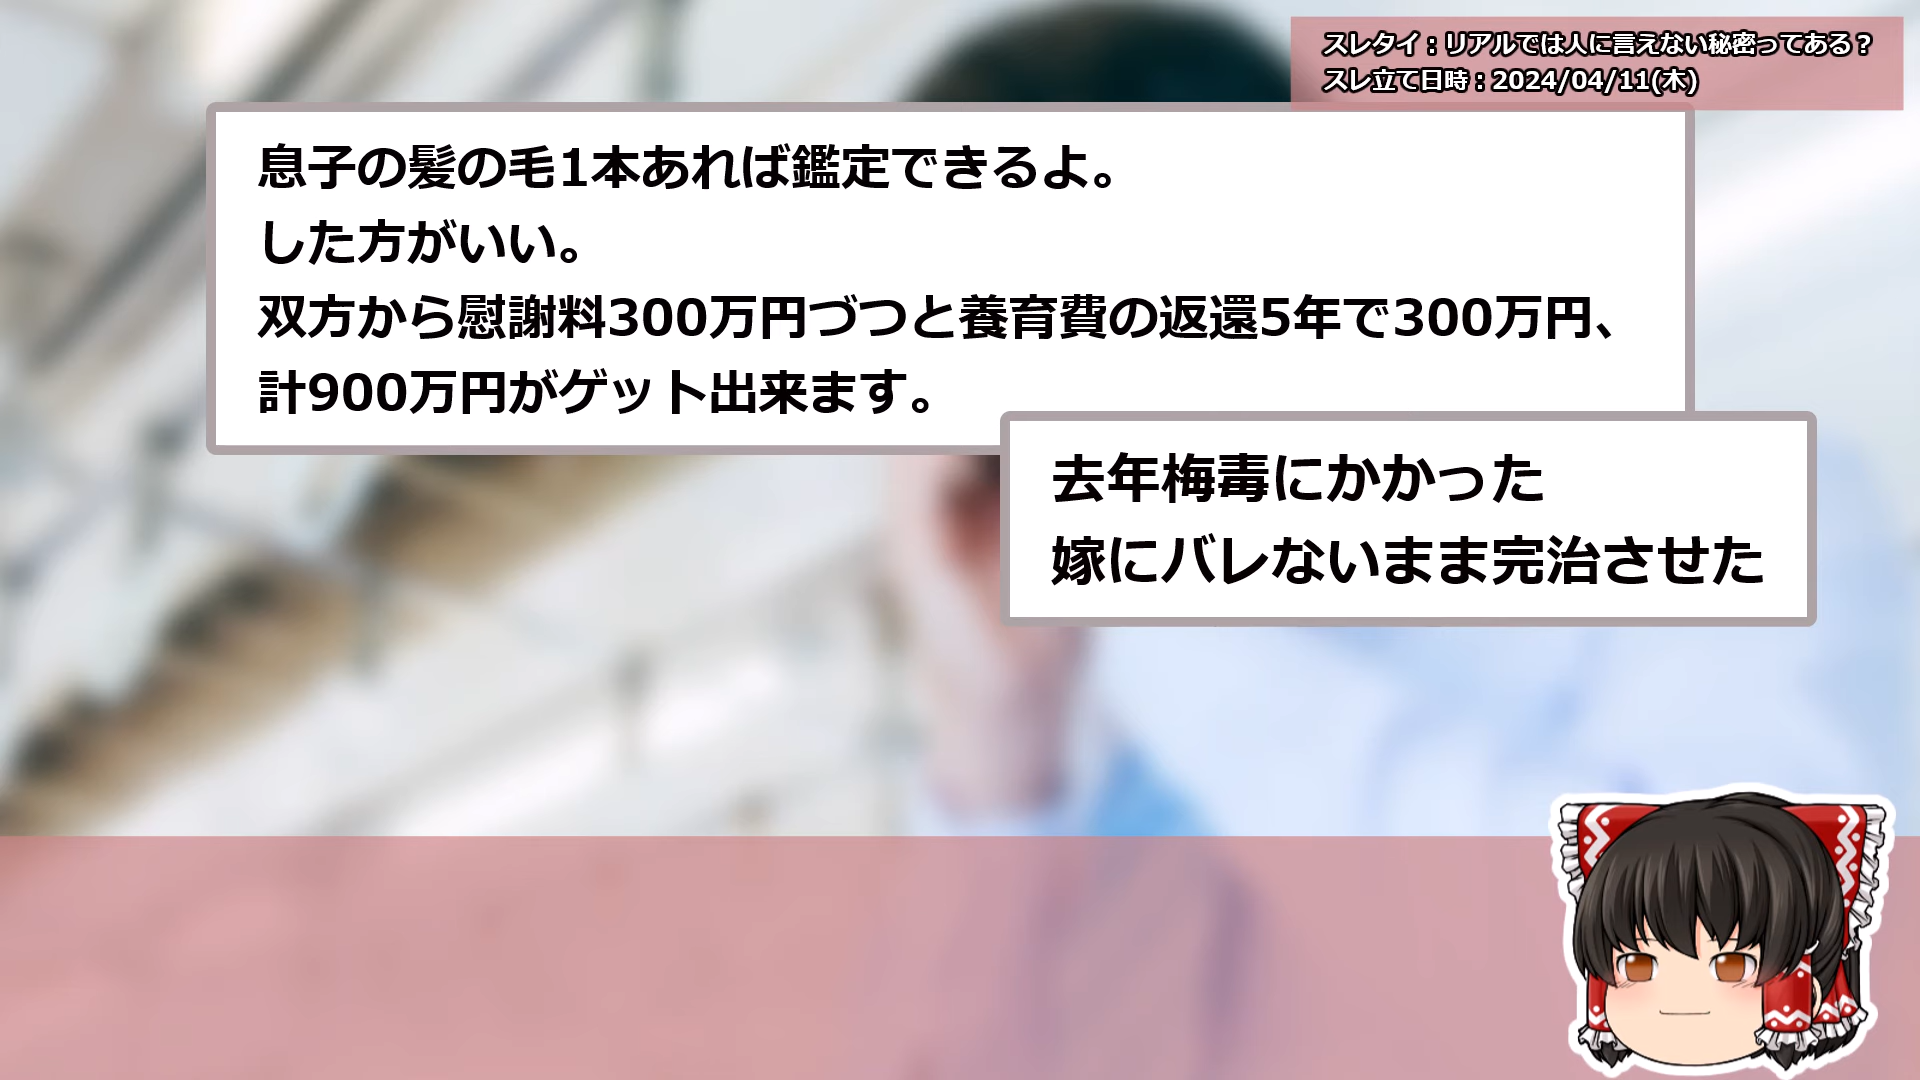 スレタイ：リアルでは人に言えない秘密ってある？
スレ立て日時：2024/04/11(木)
息子の髪の毛1本あれば鑑定できるよ。
した方がいい。
双方から慰謝料300万円づつと養育費の返還5年で300万円、
計900万円がゲット出来ます。
去年梅毒にかかった
嫁にバレないまま完治させた